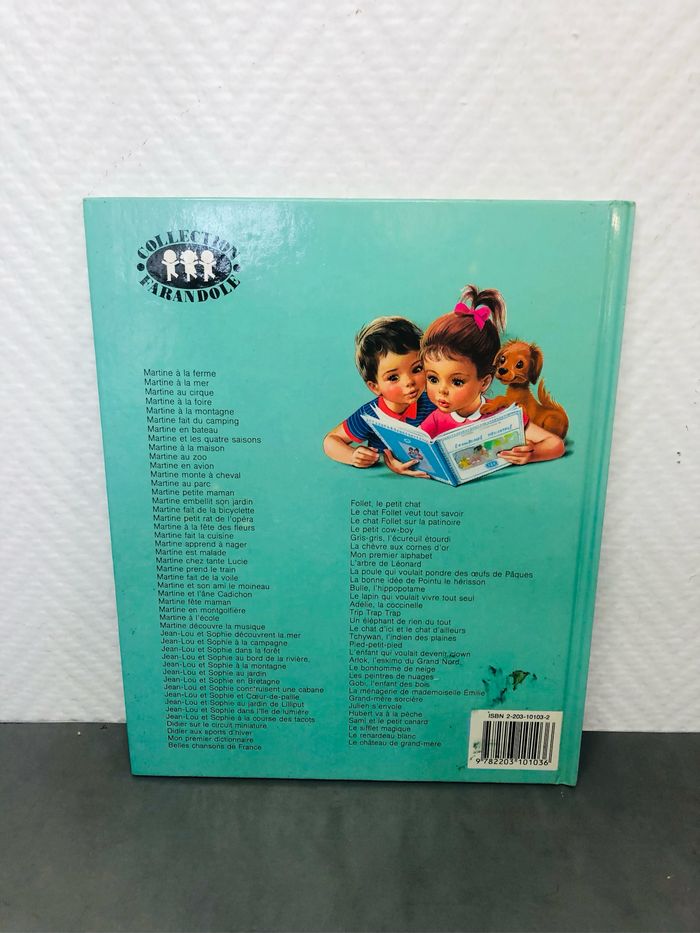 COLLECTION
FARANDOLE
Martine à la ferme
Martine à la mer
Martine au cirque
Martine à la foire
Martine à la montagne
Martine fait du camping
Martine en bateau
Martine et les quatre saisons
Martine à la maison
Martine au zoo
Martine en avion
Martine monte à cheval
Martine au parc
Martine petite maman
Martine embellit son jardin
Martine fait de la bicyclette
Martine petit rat de l'opéra
Martine à la fête des fleurs
Martine fait la cuisine
Martine apprend à nager
Martine est malade
Martine chez tante Lucie
Martine prend le train
Martine fait de la voile
Martine et son ami le moineau
Martine et l'âne Cadichon
Martine fête maman
Martine en montgolfière
Martine à l'école
Martine découvre la musique
Jean-Lou et Sophie découvrent la mer
Jean-Lou et Sophie à la campagne
Jean-Lou et Sophie dans la forêt
Jean-Lou et Sophie au bord de la rivière
Jean-Lou et Sophie à la montagne
Jean-Lou et Sophie au jardin
Jean-Lou et Sophie en Bretagne
Jean-Lou et Sophie construisent une cabane
Jean-Lou et Sophie et Cœur-de-paille
Jean-Lou et Sophie au jardin de Lilliput
Jean-Lou et Sophie dans l'île de lumière
Jean-Lou et Sophie à la course des tacots
Didier sur le circuit miniature
Didier aux sports d'hiver
Mon premier dictionnaire
Belles chansons de France
Follet, le petit chat
Le chat Follet veut tout savoir
Le chat Follet sur la patinoire
Le petit cow-boy
Gris-gris, l'écureuil étourdi
La chèvre aux cornes d'or
Mon premier alphabet
L'arbre de Léonard
La poule qui voulait pondre des œufs de Pâques
La bonne idée de Pointu le hérisson
Bulle, l'hippopotame
Le lapin qui voulait vivre tout seul
Adélie, la coccinelle
Trip Trap Trap
Un éléphant de rien du tout
Le chat d'ici et le chat d'ailleurs
Tchywan, l'indien des plaines
Pied-petit-pied
L'enfant qui voulait devenir clown
Arlok, l'eskimo du Grand Nord
Le bonhomme de neige
Les peintres de nuages
Gobi, l'enfant des bois
La ménagerie de mademoiselle Émilie
Grand-mère sorcière
Julien s'envole
Hubert va à la pêche
Sami et le petit canard
Le sifflet magique
Le renardeau blanc
Le château de grand-mère
ISBN 2-203-10103-2
9 782203 101036